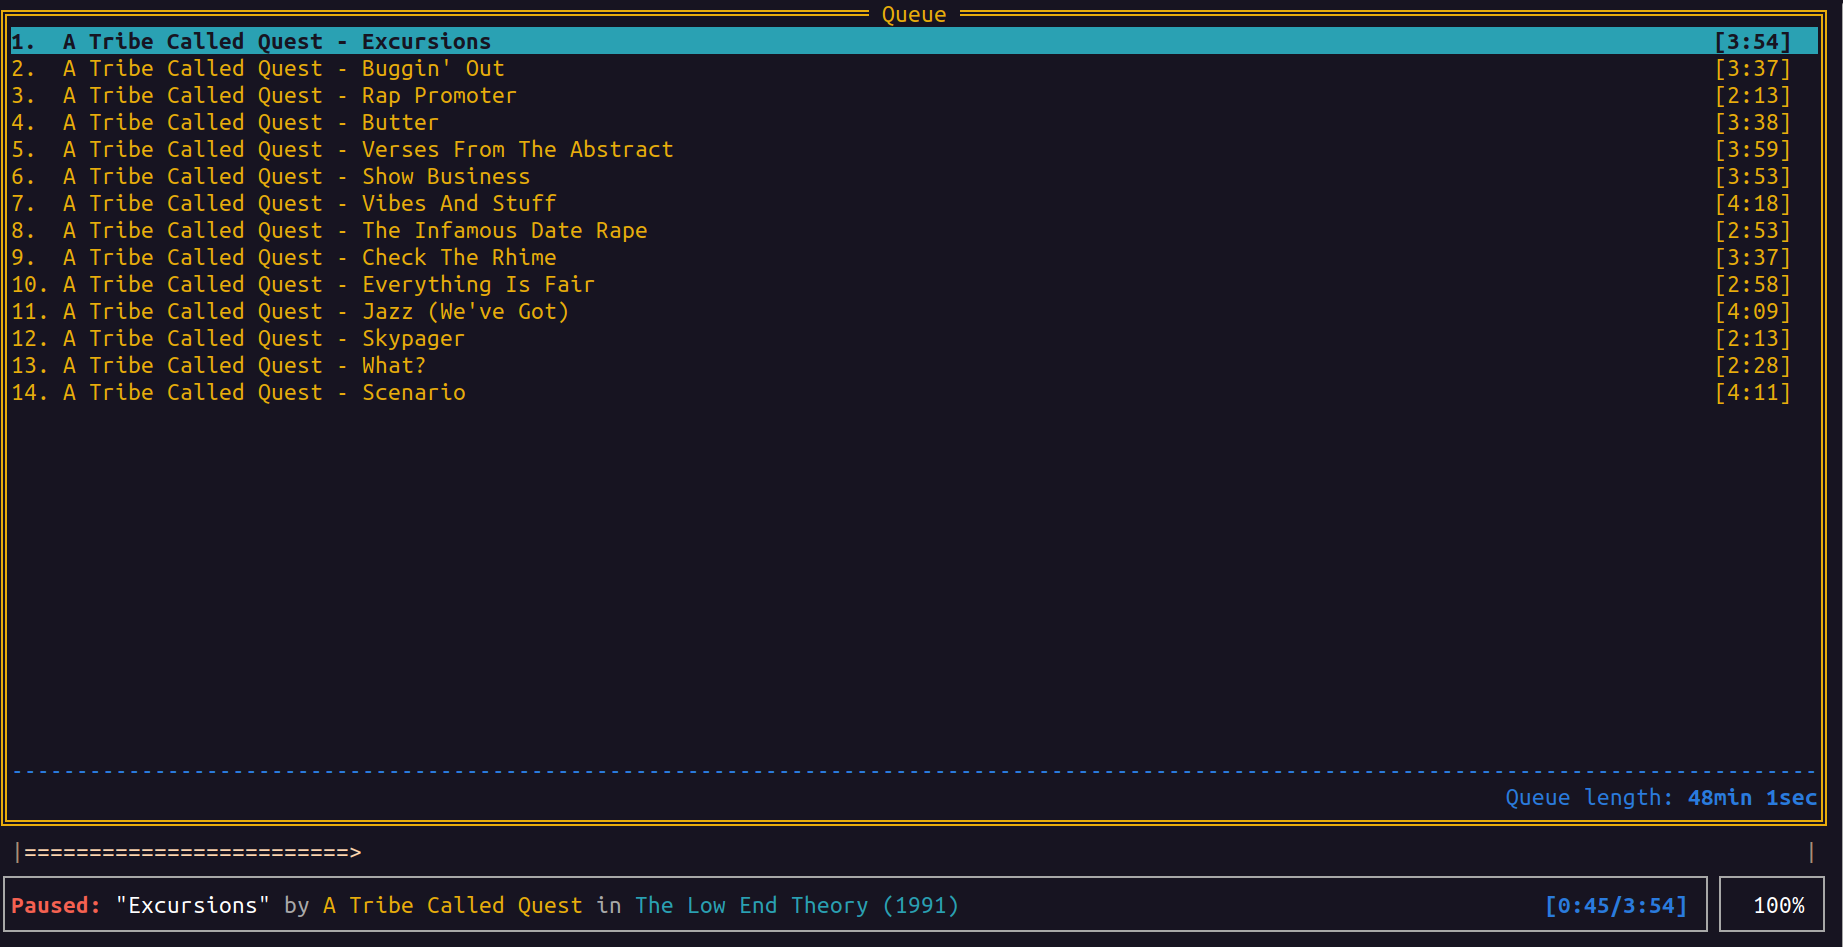 Queue
1. A Tribe Called Quest - Excursions [3:54]
2. A Tribe Called Quest - Buggin' Out [3:37]
3. A Tribe Called Quest - Rap Promoter [2:13]
4. A Tribe Called Quest - Butter [3:38]
5. A Tribe Called Quest - Verses From The Abstract [3:59]
6. A Tribe Called Quest - Show Business [3:53]
7. A Tribe Called Quest - Vibes And Stuff [4:18]
8. A Tribe Called Quest - The Infamous Date Rape [2:53]
9. A Tribe Called Quest - Check The Rhime [3:37]
10. A Tribe Called Quest - Everything Is Fair [2:58]
11. A Tribe Called Quest - Jazz (We've Got) [4:09]
12. A Tribe Called Quest - Skypager [2:13]
13. A Tribe Called Quest - What? [2:28]
14. A Tribe Called Quest - Scenario [4:11]
Queue length: 48min 1sec
|=========================> |
Paused: "Excursions" by A Tribe Called Quest in The Low End Theory (1991) [0:45/3:54] 100%